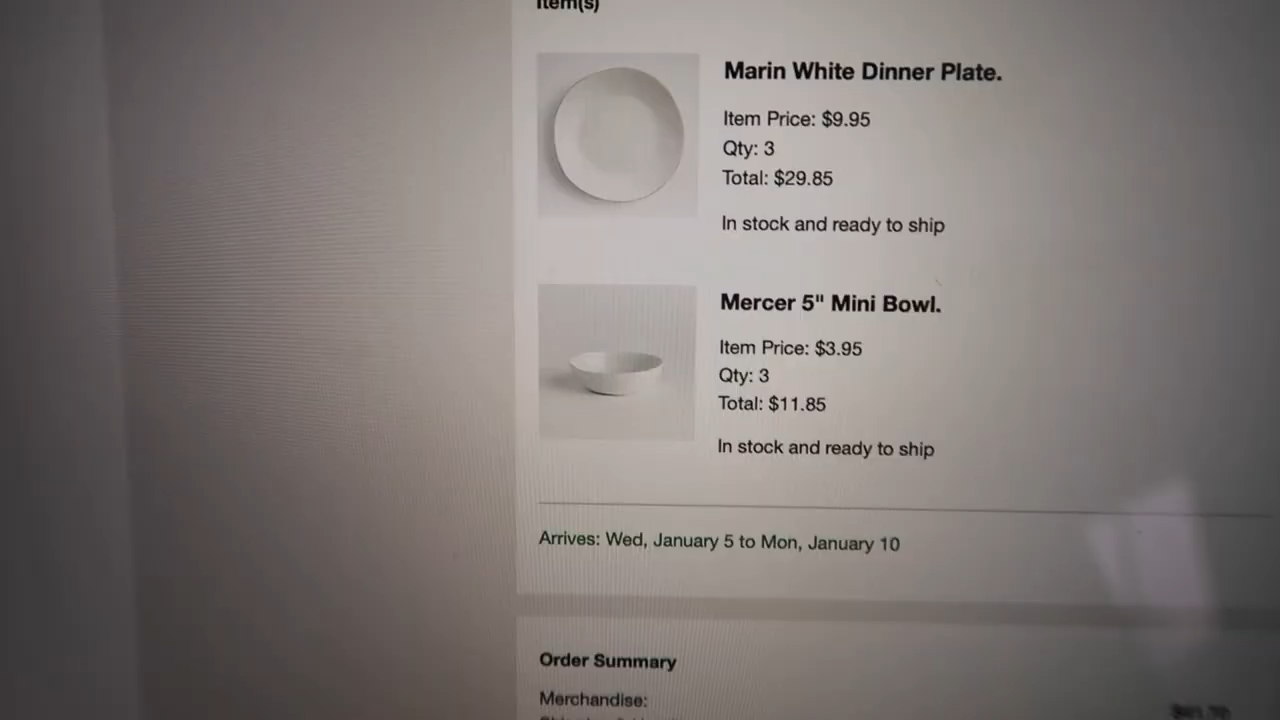 Item(s)
Marin White Dinner Plate.
Item Price: $9.95
Qty: 3
Total: $29.85
In stock and ready to ship
Mercer 5" Mini Bowl.
Item Price: $3.95
Qty: 3
Total: $11.85
In stock and ready to ship
Arrives: Wed, January 5 to Mon, January 10
Order Summary
Merchandise: